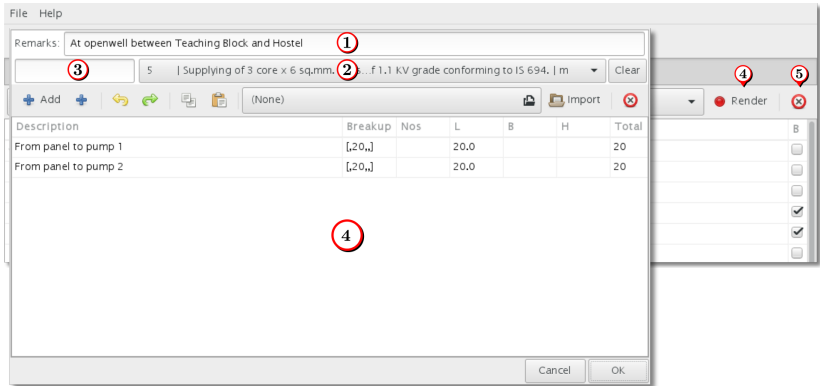 File Help
Remarks: At openwell between Teaching Block and Hostel 1
3 5 | Supplying of 3 core x 6 sq.mm. 2 s...f 1.1 KV grade conforming to IS 694, | m Clear
4 5
Add (None) Import Render
Description Breakup Nos L B H Total B
From panel to pump 1 [,20,,] 20.0 20
From panel to pump 2 [,20,,] 20.0 20
4
Cancel OK